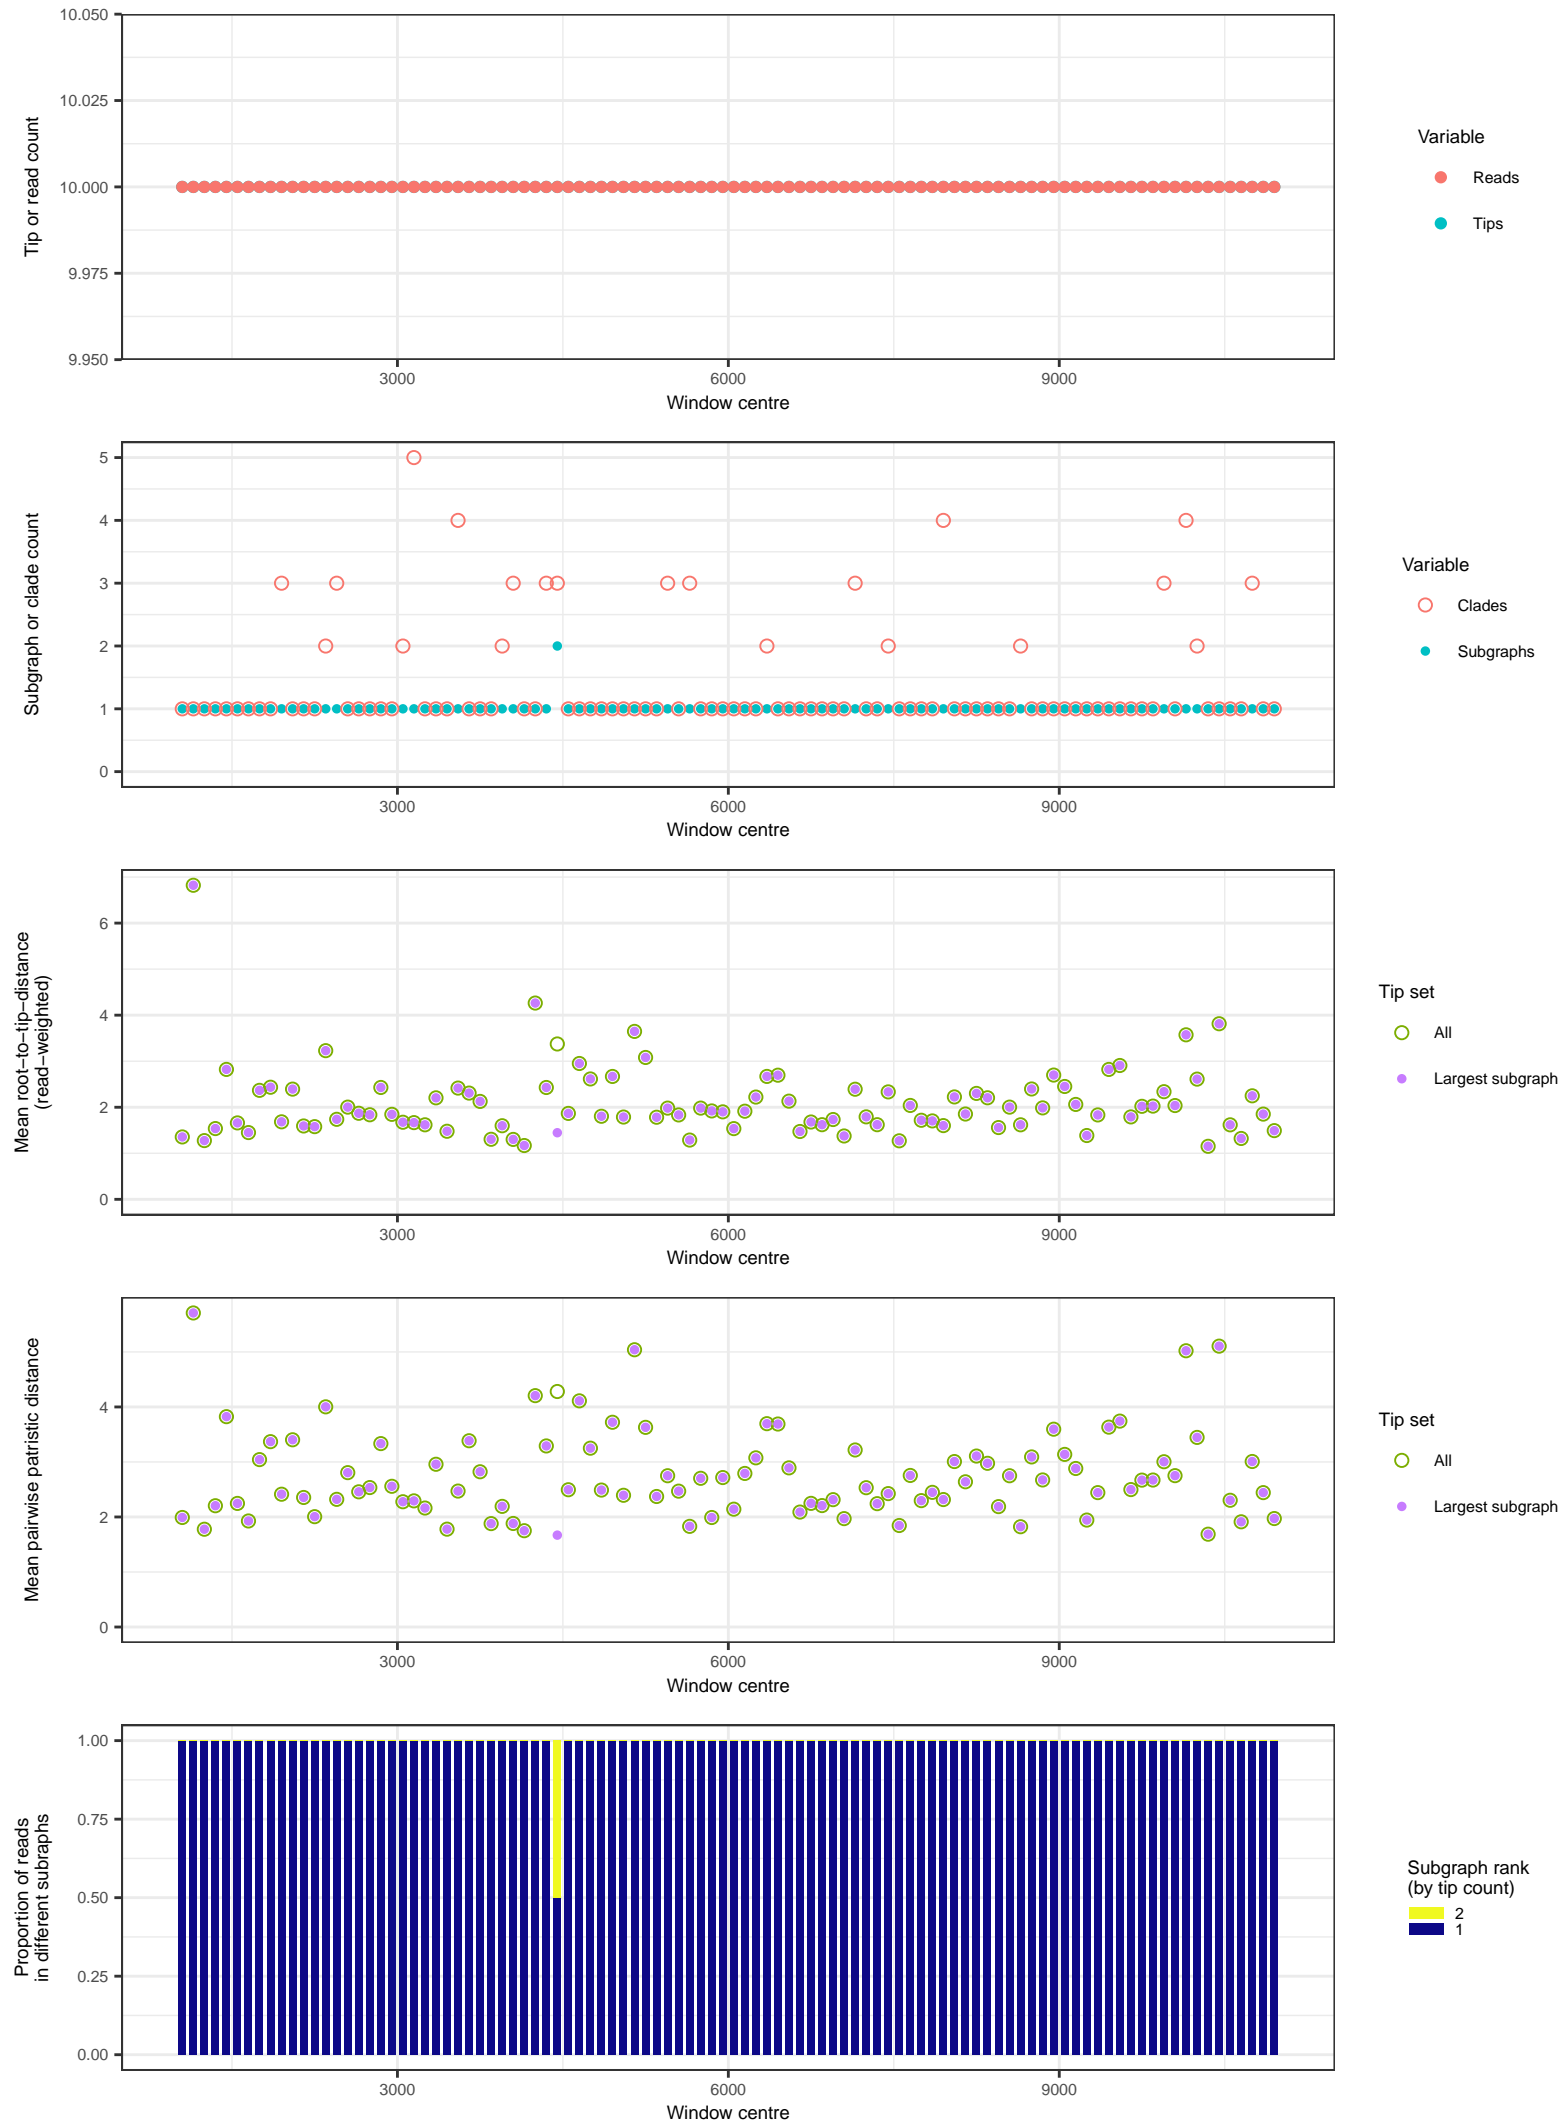 10.050
10.025
10.000
9.975
9.950
Tip or read count
3000 6000 9000
Window centre
Variable
Reads
Tips
5
4
3
2
1
0
Subgraph or clade count
3000 6000 9000
Window centre
Variable
Clades
Subgraphs
6
4
2
0
Mean root−to−tip−distance
(read−weighted)
3000 6000 9000
Window centre
Tip set
All
Largest subgraph
4
2
0
Mean pairwise patristic distance
3000 6000 9000
Window centre
Tip set
All
Largest subgraph
1.00
0.75
0.50
0.25
0.00
Proportion of reads
in different subraphs
3000 6000 9000
Window centre
Subgraph rank
(by tip count)
2
1